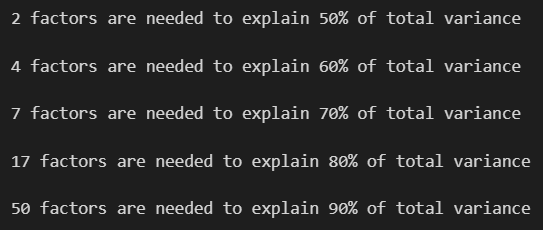 2 factors are needed to explain 50% of total variance
4 factors are needed to explain 60% of total variance
7 factors are needed to explain 70% of total variance
17 factors are needed to explain 80% of total variance
50 factors are needed to explain 90% of total variance